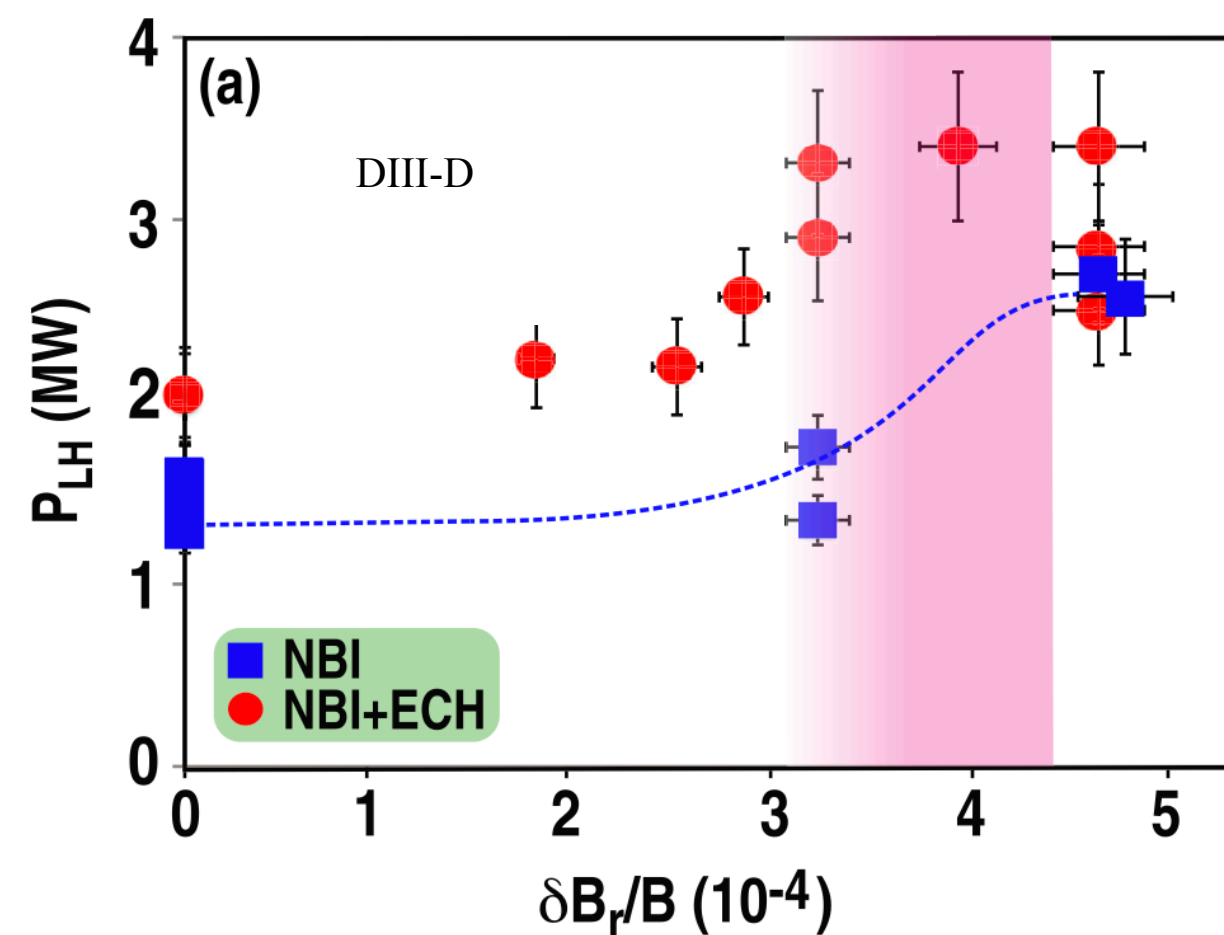 4
(a)
DIII-D
3
P_LH (MW)
2
1
NBI
NBI+ECH
0
0 1 2 3 4 5
δB_r/B (10^-4)